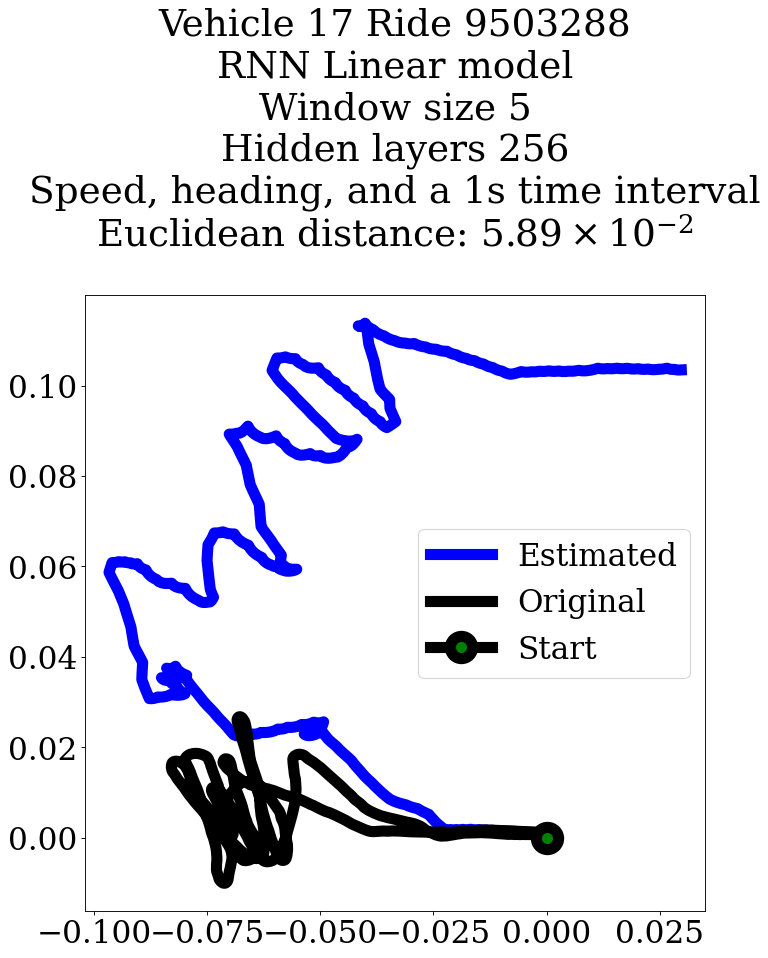 Vehicle 17 Ride 9503288
RNN Linear model
Window size 5
Hidden layers 256
Speed, heading, and a 1s time interval
Euclidean distance: 5.89 × 10⁻²
0.10
0.08
0.06
0.04
0.02
0.00
Estimated
Original
Start
−0.100 −0.075 −0.050 −0.025 0.000 0.025